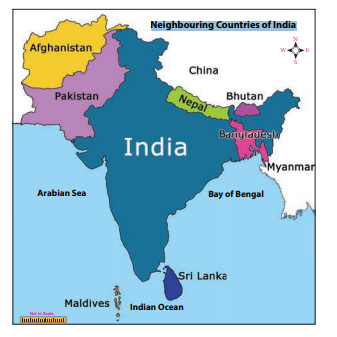 Neighbouring Countries of India
N
W E
S
Afghanistan
China
Pakistan
Bhutan
Nepal
Bangladesh
India
Myanmar
Arabian Sea
Bay of Bengal
Sri Lanka
Maldives
Indian Ocean
Not to Scale